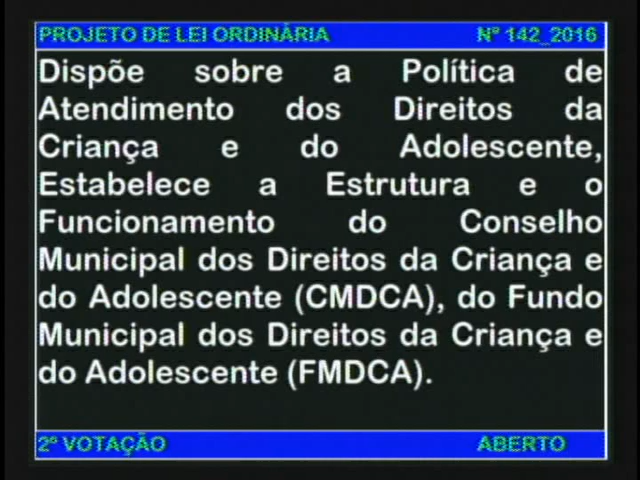 PROJETO DE LEI ORDINÁRIA Nº 142_2016
Dispõe sobre a Política de
Atendimento dos Direitos da
Criança e do Adolescente,
Estabelece a Estrutura e o
Funcionamento do Conselho
Municipal dos Direitos da Criança e
do Adolescente (CMDCA), do Fundo
Municipal dos Direitos da Criança e
do Adolescente (FMDCA).
2º VOTAÇÃO ABERTO